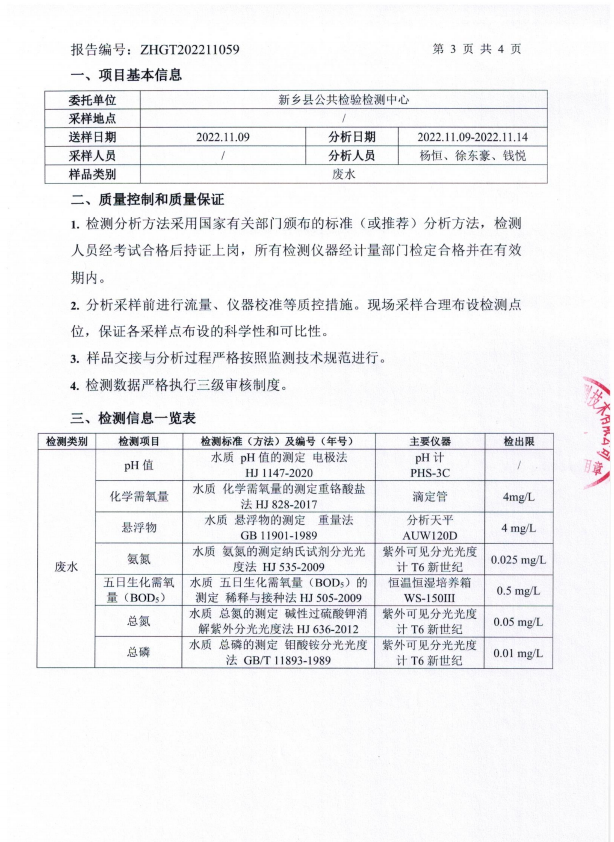 报告编号：ZHGT202211059 第 3 页 共 4 页
一、项目基本信息
委托单位 新乡县公共检验检测中心
采样地点 /
送样日期 2022.11.09 分析日期 2022.11.09-2022.11.14
采样人员 / 分析人员 杨恒、徐东豪、钱悦
样品类别 废水
二、质量控制和质量保证
1. 检测分析方法采用国家有关部门颁布的标准（或推荐）分析方法，检测
人员经考试合格后持证上岗，所有检测仪器经计量部门检定合格并在有效
期内。
2. 分析采样前进行流量、仪器校准等质控措施。现场采样合理布设检测点
位，保证各采样点布设的科学性和可比性。
3. 样品交接与分析过程严格按照监测技术规范进行。
4. 检测数据严格执行三级审核制度。
三、检测信息一览表
检测类别 检测项目 检测标准（方法）及编号（年号） 主要仪器 检出限
废水
pH 值
水质 pH 值的测定 电极法
HJ 1147-2020
pH 计
PHS-3C
/
化学需氧量
水质 化学需氧量的测定重铬酸盐
法 HJ 828-2017
滴定管
4mg/L
悬浮物
水质 悬浮物的测定 重量法
GB 11901-1989
分析天平
AUW120D
4 mg/L
氨氮
水质 氨氮的测定纳氏试剂分光光
度法 HJ 535-2009
紫外可见分光光度
计 T6 新世纪
0.025 mg/L
五日生化需氧
量（BOD₅）
水质 五日生化需氧量（BOD₅）的
测定 稀释与接种法 HJ 505-2009
恒温恒湿培养箱
WS-150III
0.5 mg/L
总氮
水质 总氮的测定 碱性过硫酸钾消
解紫外分光光度法 HJ 636-2012
紫外可见分光光度
计 T6 新世纪
0.05 mg/L
总磷
水质 总磷的测定 钼酸铵分光光度
法 GB/T 11893-1989
紫外可见分光光度
计 T6 新世纪
0.01 mg/L